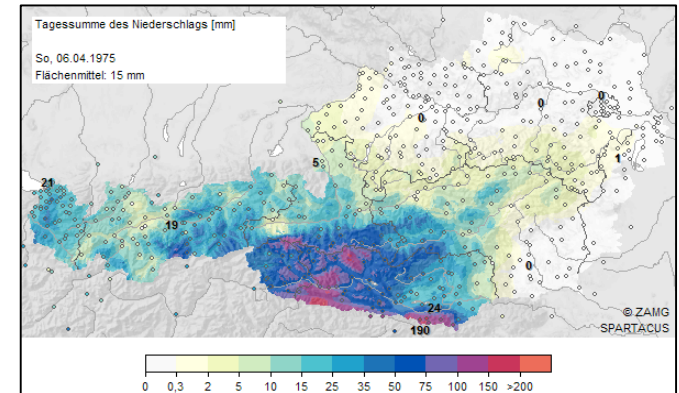 Tagessumme des Niederschlags [mm]
So, 06.04.1975
Flächenmittel: 15 mm
0
0
0
5
1
21
19
0
24
190
© ZAMG
SPARTACUS
0 0,3 2 5 10 15 25 35 50 75 100 150 >200